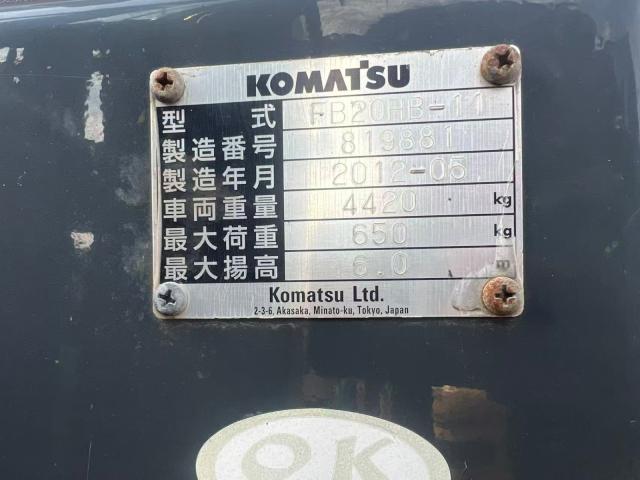 KOMATSU
型式 FB20HB-11
製造番号 819881
製造年月 2012-05
車両重量 4420 kg
最大荷重 650 kg
最大揚高 6.0 m
Komatsu Ltd.
2-3-6, Akasaka, Minato-ku, Tokyo, Japan
OK